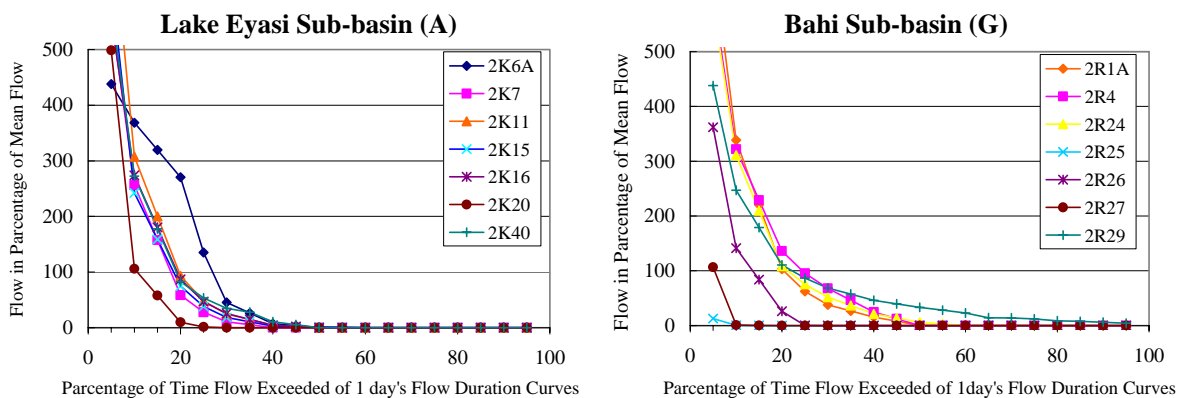 Lake Eyasi Sub-basin (A)
Flow in Parcentage of Mean Flow
500
400
300
200
100
0
0
20
40
60
80
100
2K6A
2K7
2K11
2K15
2K16
2K20
2K40
Parcentage of Time Flow Exceeded of 1 day's Flow Duration Curves
Bahi Sub-basin (G)
Flow in Parcentage of Mean Flow
500
400
300
200
100
0
0
20
40
60
80
100
2R1A
2R4
2R24
2R25
2R26
2R27
2R29
Parcentage of Time Flow Exceeded of 1day's Flow Duration Curves